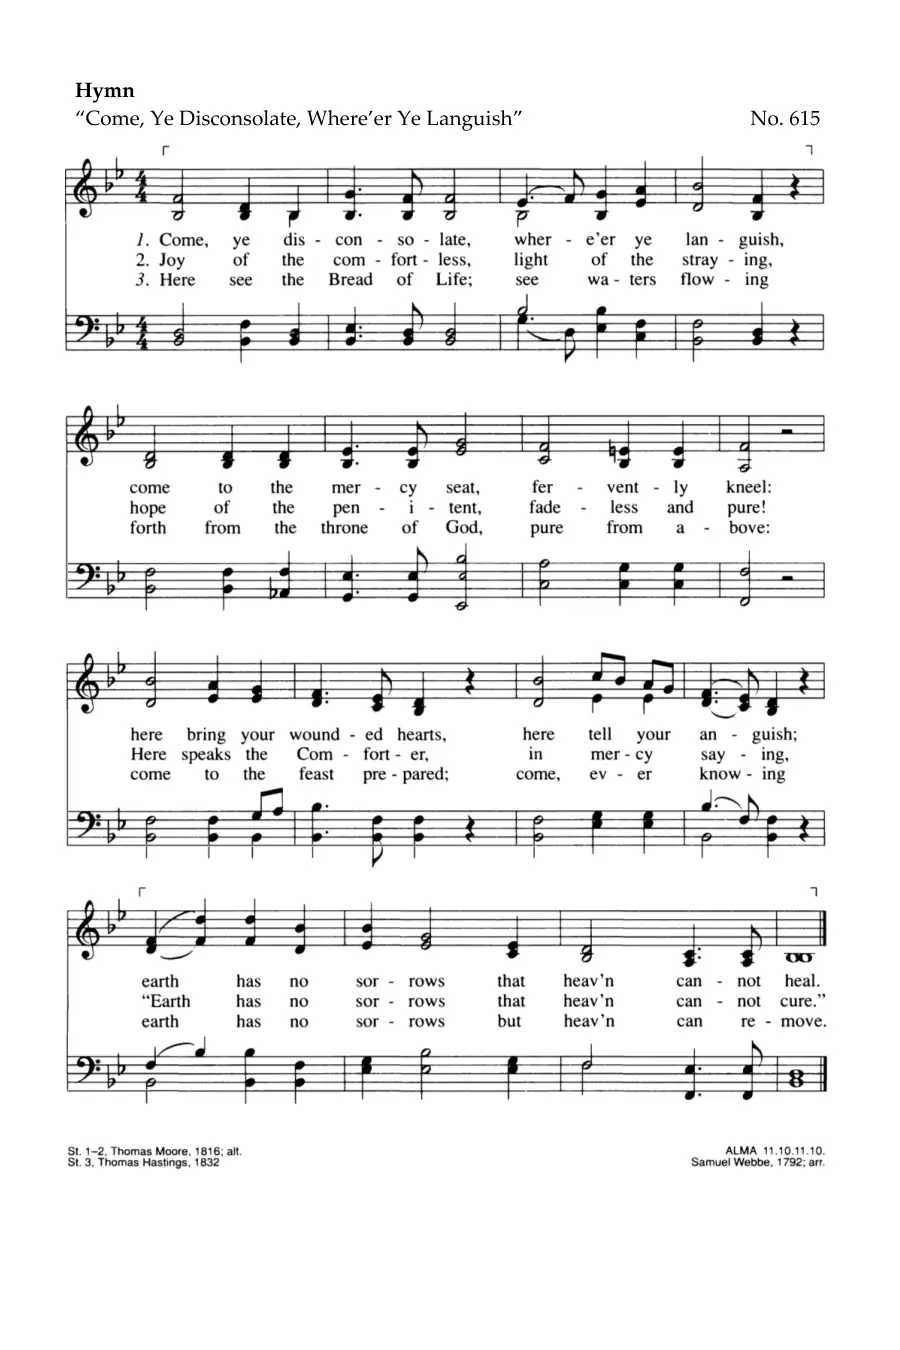 Hymn
“Come, Ye Disconsolate, Where’er Ye Languish” No. 615
1. Come, ye dis - con - so - late, wher - e'er ye lan - guish,
2. Joy of the com - fort - less, light of the stray - ing,
3. Here see the Bread of Life; see wa - ters flow - ing
come to the mer - cy seat, fer - vent - ly kneel:
hope of the pen - i - tent, fade - less and pure!
forth from the throne of God, pure from a - bove:
here bring your wound - ed hearts, here tell your an - guish;
Here speaks the Com - fort - er, in mer - cy say - ing,
come to the feast pre - pared; come, ev - er know - ing
earth has no sor - rows that heav'n can - not heal.
“Earth has no sor - rows that heav'n can - not cure.”
earth has no sor - rows but heav'n can re - move.
St. 1–2, Thomas Moore, 1816; alt.
St. 3, Thomas Hastings, 1832
ALMA 11.10.11.10.
Samuel Webbe, 1792; arr.